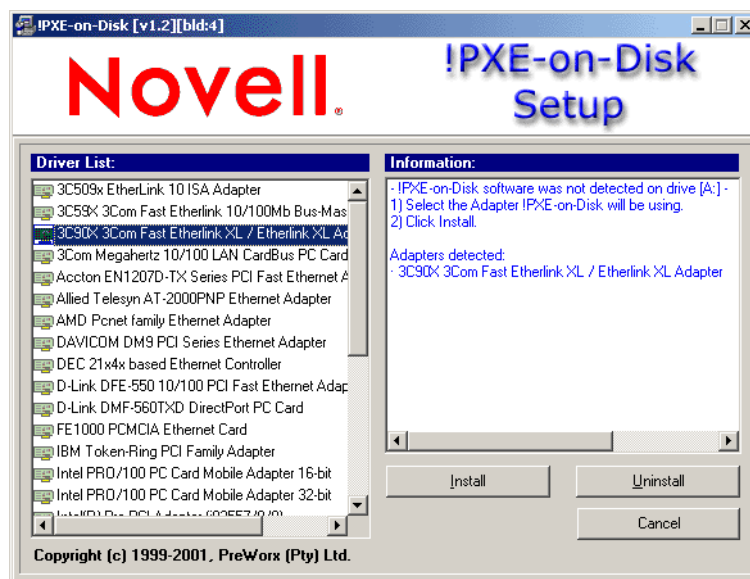 !PXE-on-Disk [v1.2][bld:4]
Novell®
!PXE-on-Disk
Setup
Driver List:
3C509x EtherLink 10 ISA Adapter
3C59X 3Com Fast Etherlink 10/100Mb Bus-Mas
3C90X 3Com Fast Etherlink XL / Etherlink XL Ad
3Com Megahertz 10/100 LAN CardBus PC Card
Accton EN1207D-TX Series PCI Fast Ethernet A
Allied Telesyn AT-2000PNP Ethernet Adapter
AMD Pcnet family Ethernet Adapter
DAVICOM DM9 PCI Series Ethernet Adapter
DEC 21x4x based Ethernet Controller
D-Link DFE-550 10/100 PCI Fast Ethernet Adap
D-Link DMF-560TXD DirectPort PC Card
FE1000 PCMCIA Ethernet Card
IBM Token-Ring PCI Family Adapter
Intel PRO/100 PC Card Mobile Adapter 16-bit
Intel PRO/100 PC Card Mobile Adapter 32-bit
Information:
- !PXE-on-Disk software was not detected on drive [A:] -
1) Select the Adapter !PXE-on-Disk will be using.
2) Click Install.
Adapters detected:
· 3C90X 3Com Fast Etherlink XL / Etherlink XL Adapter
Install
Uninstall
Cancel
Copyright (c) 1999-2001, PreWorx (Pty) Ltd.